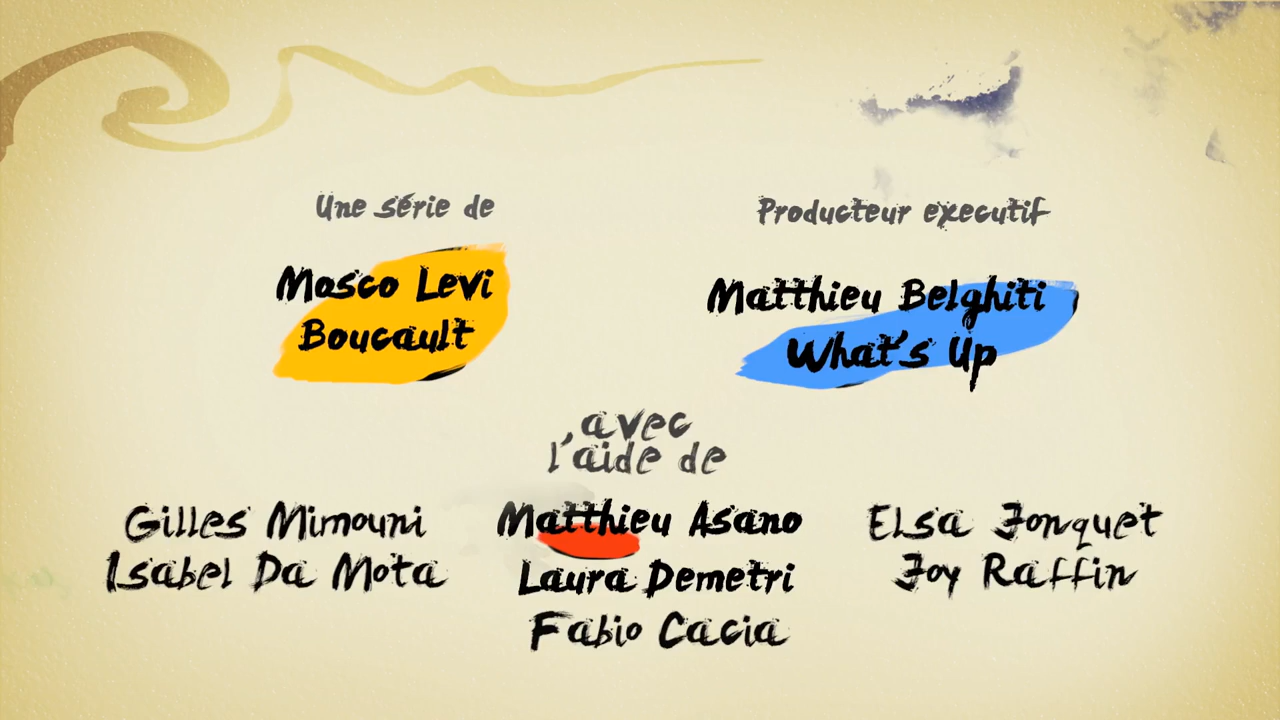 Une série de
Mosco Levi
Boucault
Producteur executif
Matthieu Belghiti
What's Up
avec
l'aide de
Gilles Mimouni
Isabel Da Mota
Matthieu Asano
Laura Demetri
Fabio Cacia
Elsa Jonquet
Joy Raffin